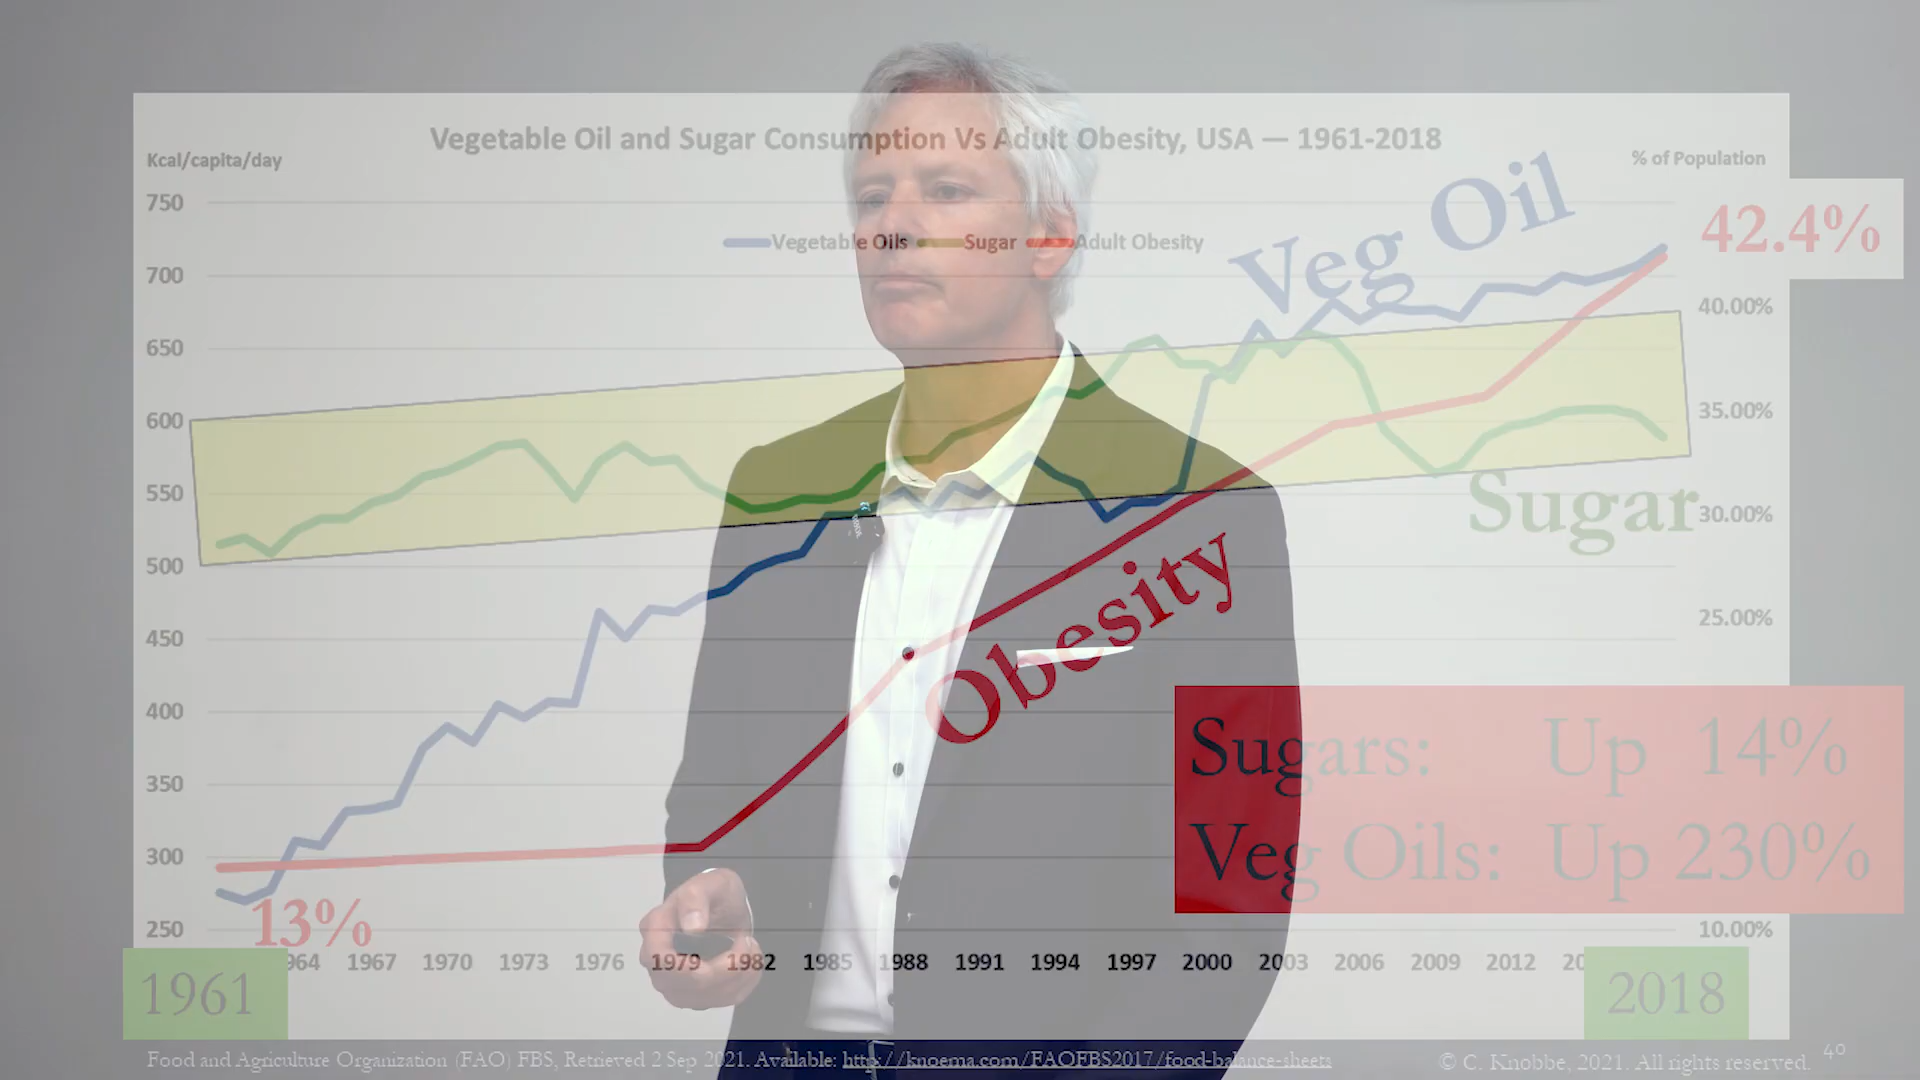 Vegetable Oil and Sugar Consumption Vs Adult Obesity, USA — 1961-2018
Kcal/capita/day
% of Population
Vegetable Oils Sugar Adult Obesity
Veg Oil
42.4%
750
700
650
600
550
500
450
400
350
300
250
40.00%
35.00%
30.00%
25.00%
10.00%
Sugar
Obesity
Sugars: Up 14%
Veg Oils: Up 230%
13%
1967 1970 1973 1976 1979 1982 1985 1988 1991 1994 1997 2000 2003 2006 2009 2012
1961
2018
Food and Agriculture Organization (FAO) FBS, Retrieved 2 Sep 2021. Available: http://knoema.com/FAOFBS2017/food-balance-sheets
© C. Knobbe, 2021. All rights reserved.
40